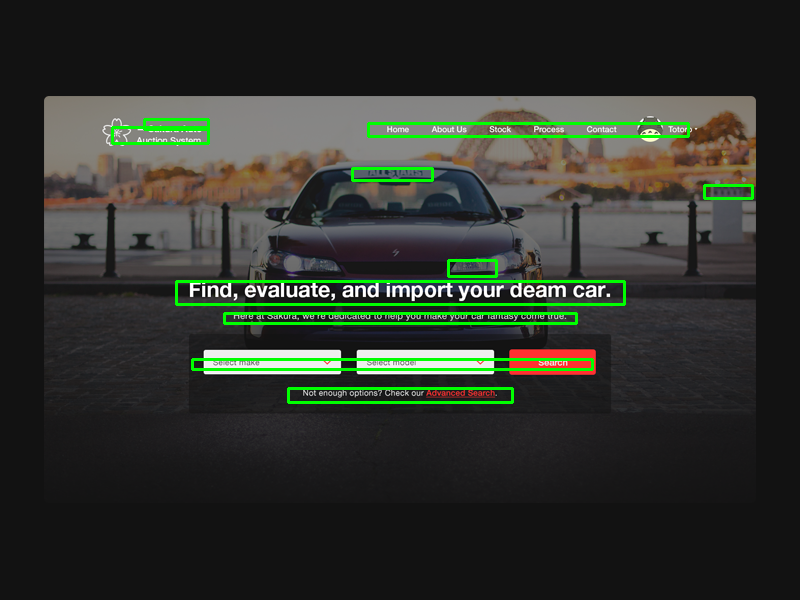 Sakura Auto
Auction System
Home About Us Stock Process Contact Totoro
ALLSTARS
Find, evaluate, and import your deam car.
Here at Sakura, we're dedicated to help you make your car fantasy come true.
Select make Select model Search
Not enough options? Check our Advanced Search.